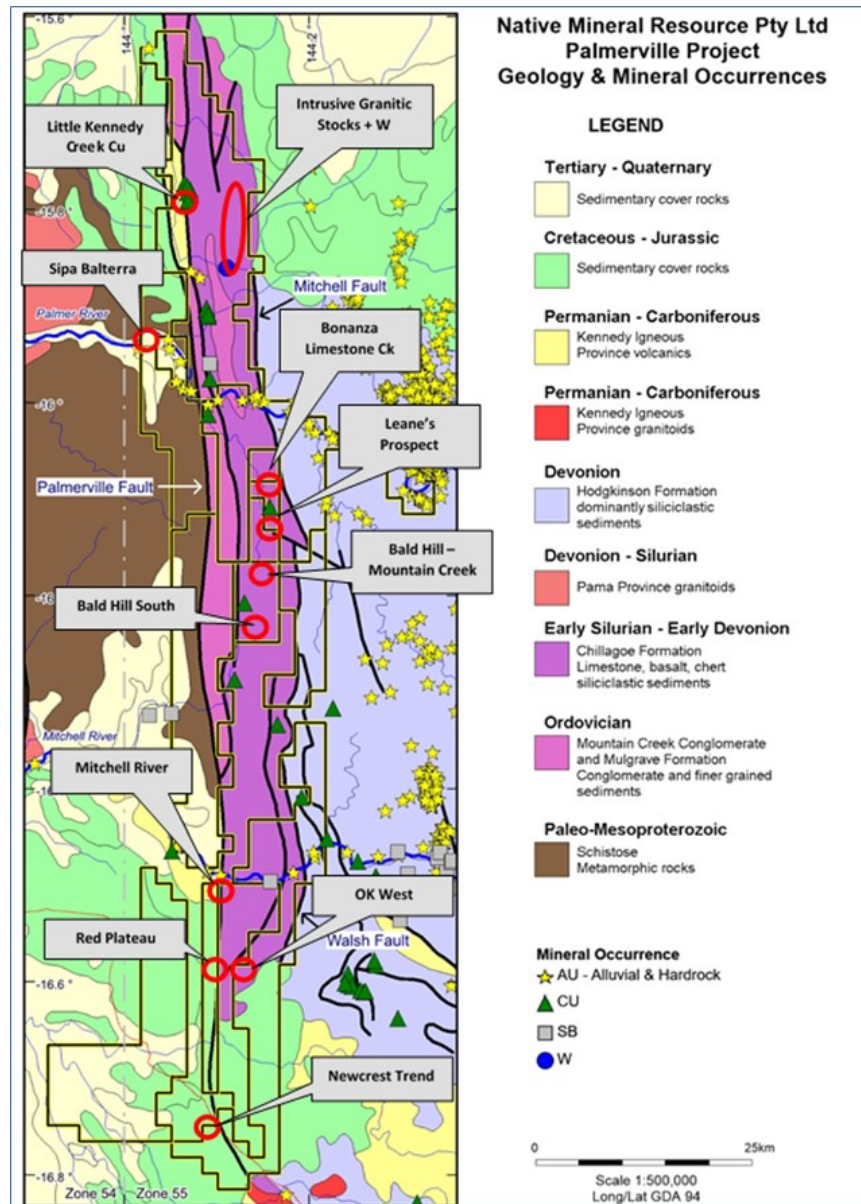 Native Mineral Resource Pty Ltd
Palmerville Project
Geology & Mineral Occurrences
LEGEND
Tertiary - Quaternary
Sedimentary cover rocks
Cretaceous - Jurassic
Sedimentary cover rocks
Permanian - Carboniferous
Kennedy Igneous
Province volcanics
Permanian - Carboniferous
Kennedy Igneous
Province granitoids
Devonion
Hodgkinson Formation
dominantly siliciclastic
sediments
Devonion - Silurian
Pama Province granitoids
Early Silurian - Early Devonion
Chillagoe Formation
Limestone, basalt, chert
siliciclastic sediments
Ordovician
Mountain Creek Conglomerate
and Mulgrave Formation
Conglomerate and finer grained
sediments
Paleo-Mesoproterozoic
Schistose
Metamorphic rocks
Mineral Occurrence
AU - Alluvial & Hardrock
CU
SB
W
0 25km
Scale 1:500,000
Long/Lat GDA 94
-15.6 °
144 °
144.2 °
Little Kennedy
Creek Cu
Intrusive Granitic
Stocks + W
-15.8 °
Sipa Balterra
Mitchell Fault
Palmer River
Bonanza
Limestone Ck
-16 °
Leane's
Prospect
Palmerville Fault
Bald Hill –
Mountain Creek
-16
Bald Hill South
Mitchell River
Mitchell River
-16
OK West
Red Plateau
Walsh Fault
-16.6 °
Newcrest Trend
-16.8 °
Zone 54 Zone 55